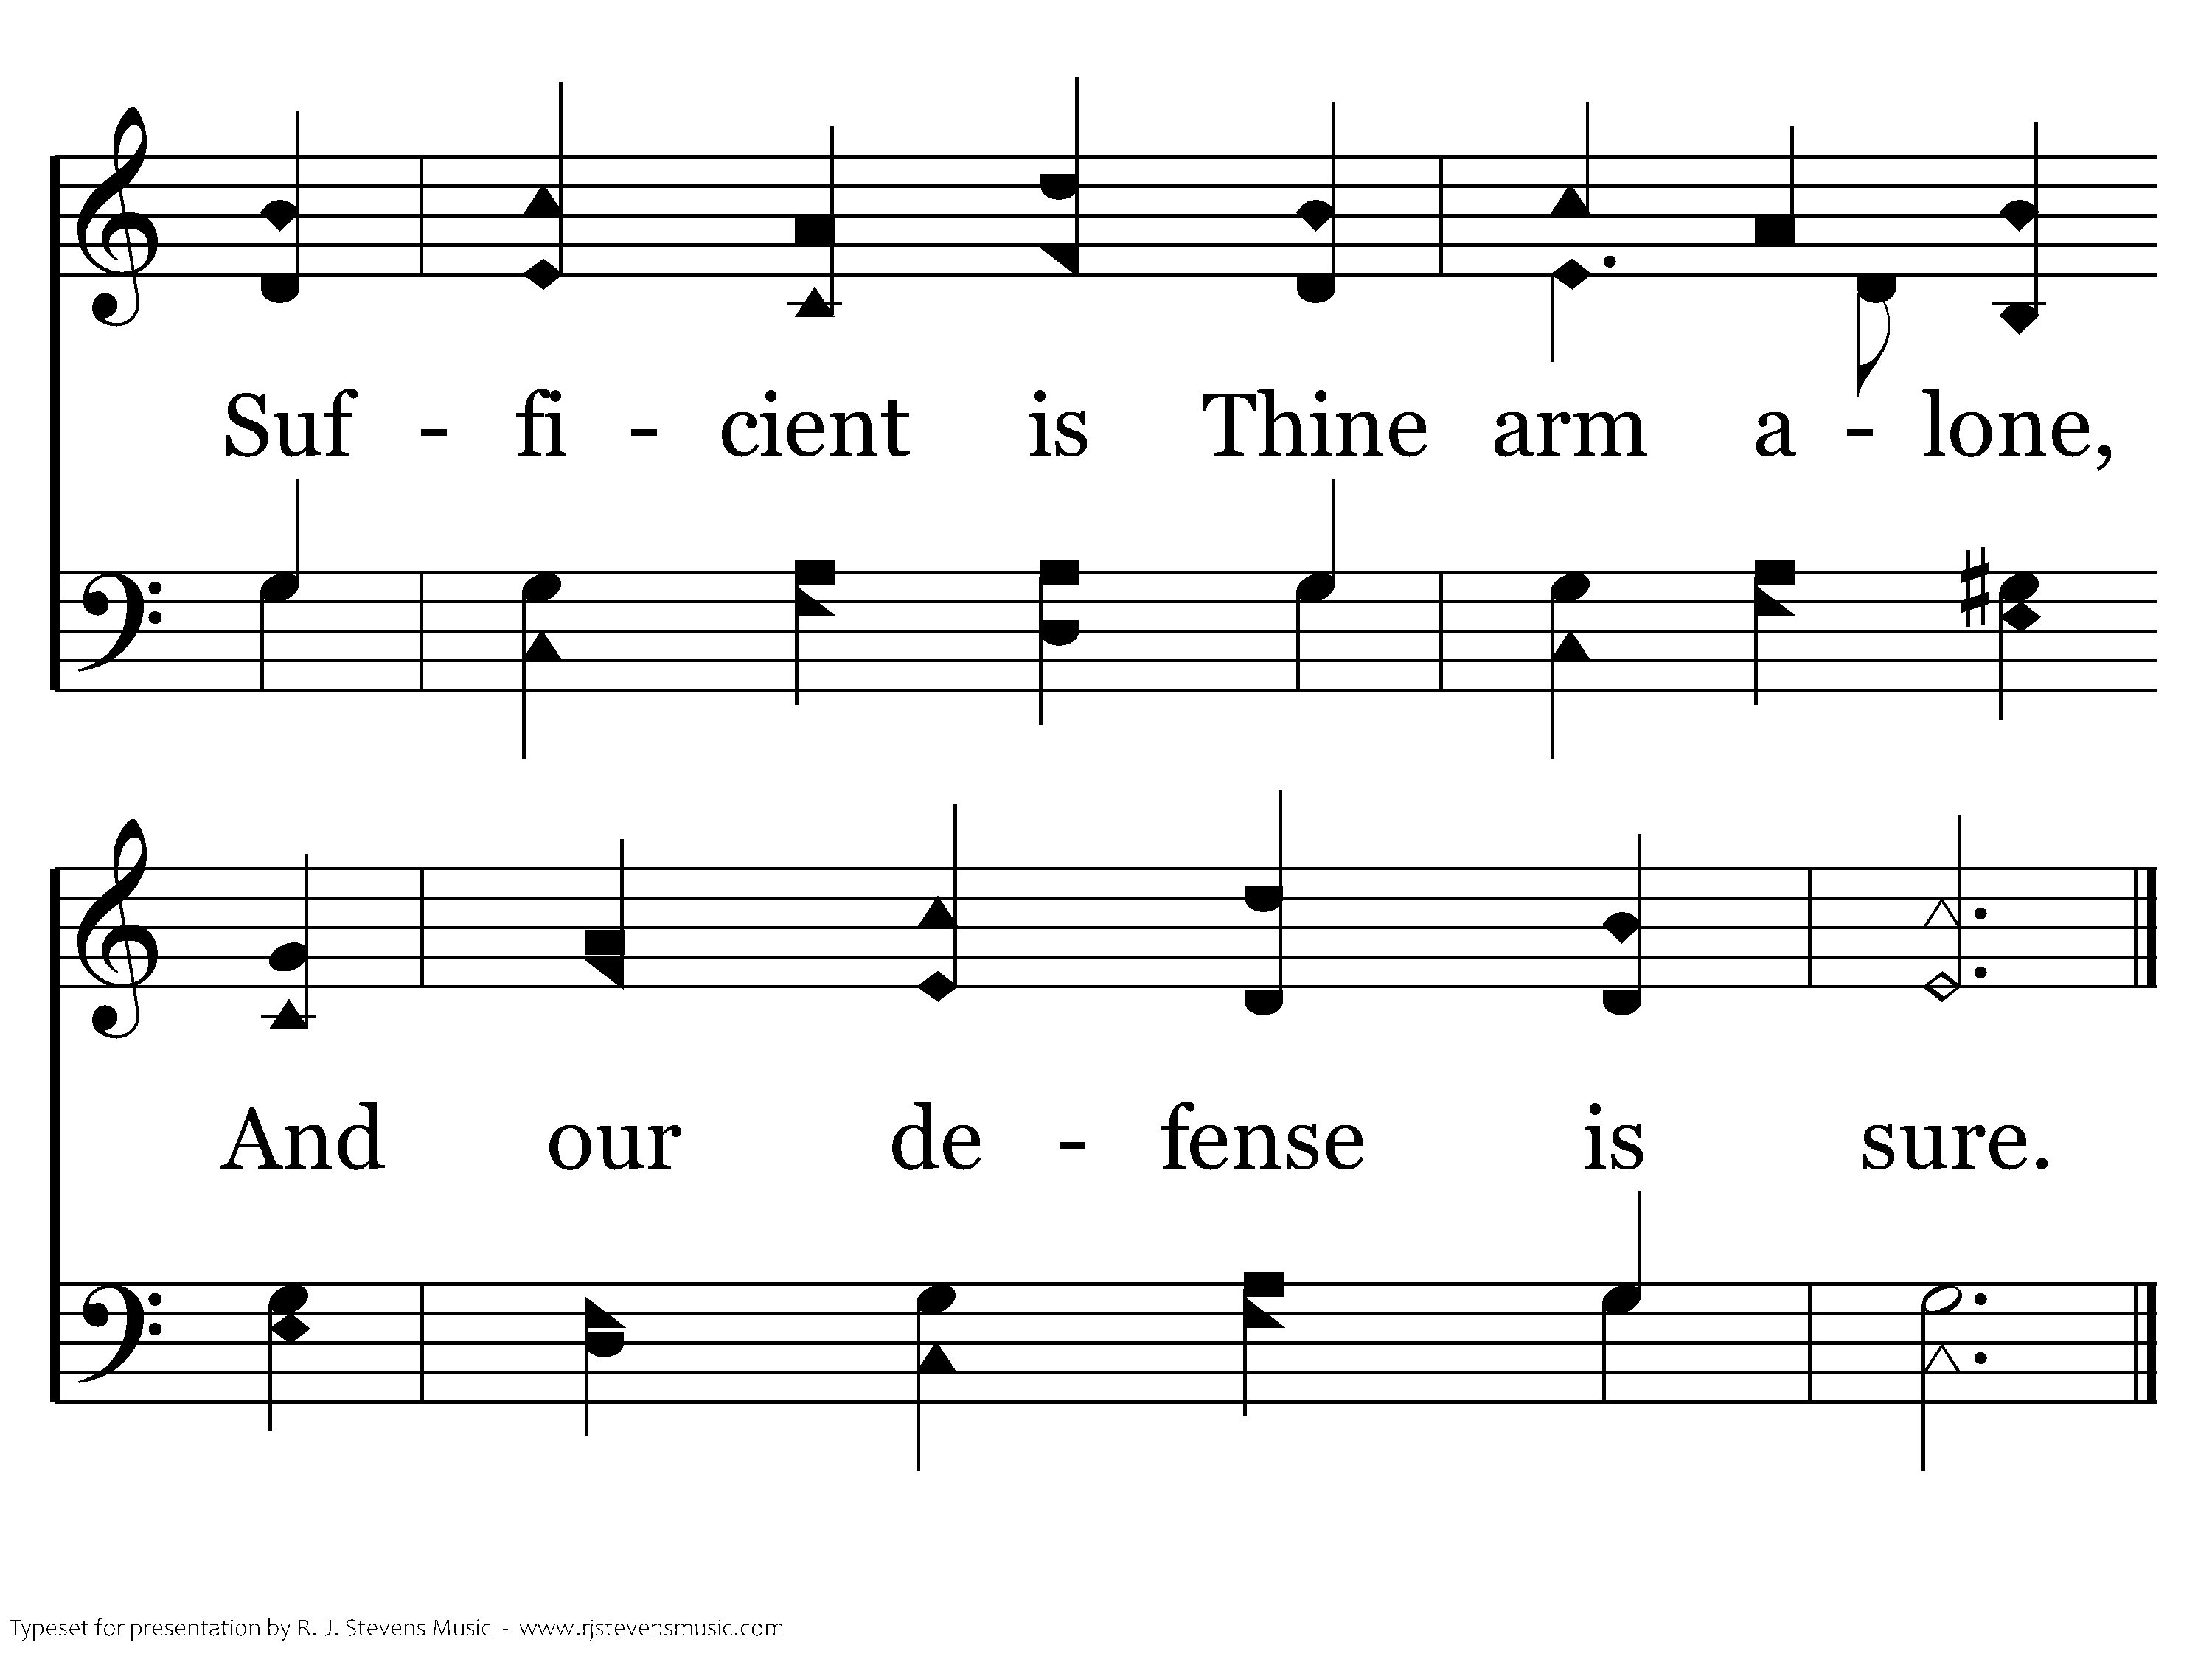 Suf - fi - cient is Thine arm a - lone,
And our de - fense is sure.
Typeset for presentation by R. J. Stevens Music - www.rjstevensmusic.com